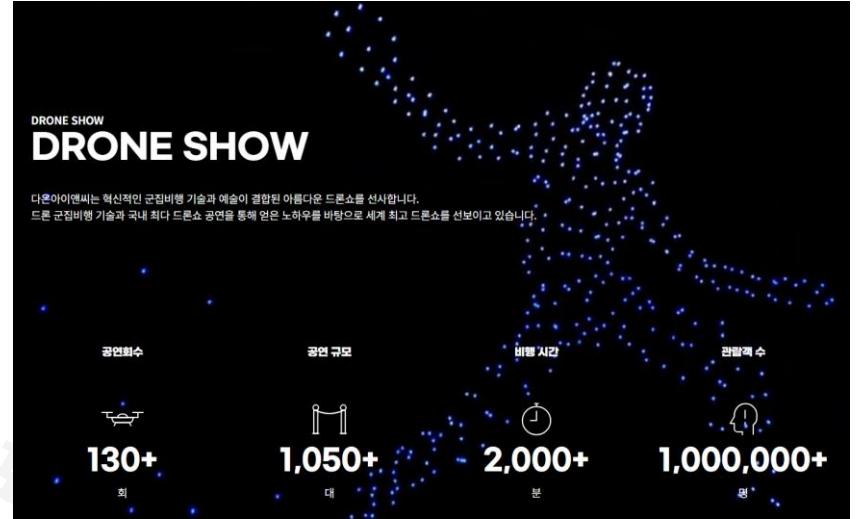 DRONE SHOW
DRONE SHOW
다온아이앤씨는 혁신적인 군집비행 기술과 예술이 결합된 아름다운 드론쇼를 선사합니다.
드론 군집비행 기술과 국내 최다 드론쇼 공연을 통해 얻은 노하우를 바탕으로 세계 최고 드론쇼를 선보이고 있습니다.
공연회수
공연 규모
비행 시간
관람객 수
130+
1,050+
2,000+
1,000,000+
회
대
분
명